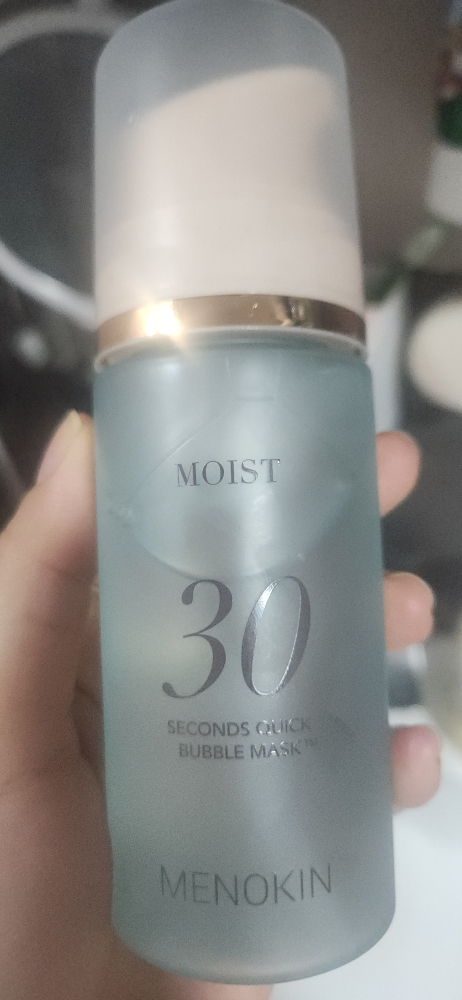 MOIST
30
SECONDS QUICK
BUBBLE MASK™
MENOKIN